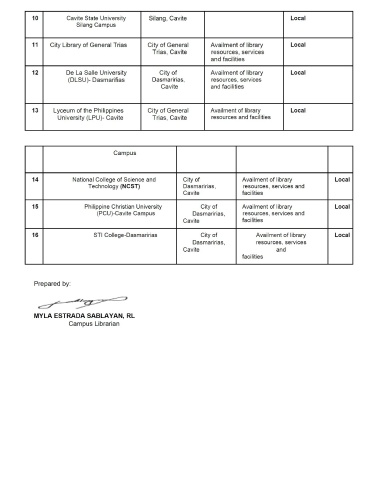 10 Cavite State University Silang, Cavite Local
Silang Campus
11 City Library of General Trias City of General Availment of library Local
Trias, Cavite resources, services
and facilities
12 De La Salle University City of Availment of library Local
(DLSU)- Dasmariñas Dasmarinas, resources, services
Cavite and facilities
13 Lyceum of the Philippines City of General Availment of library Local
University (LPU)- Cavite Trias, Cavite resources and facilities
Campus
14 National College of Science and City of Availment of library Local
Technology (NCST) Dasmarinas, resources, services and
Cavite facilities
15 Philippine Christian University City of Availment of library Local
(PCU)-Cavite Campus Dasmarinas, resources, services and
Cavite facilities
16 STI College-Dasmarinas City of Availment of library Local
Dasmarinas, resources, services
Cavite and
facilities
Prepared by:
MYLA ESTRADA SABLAYAN, RL
Campus Librarian